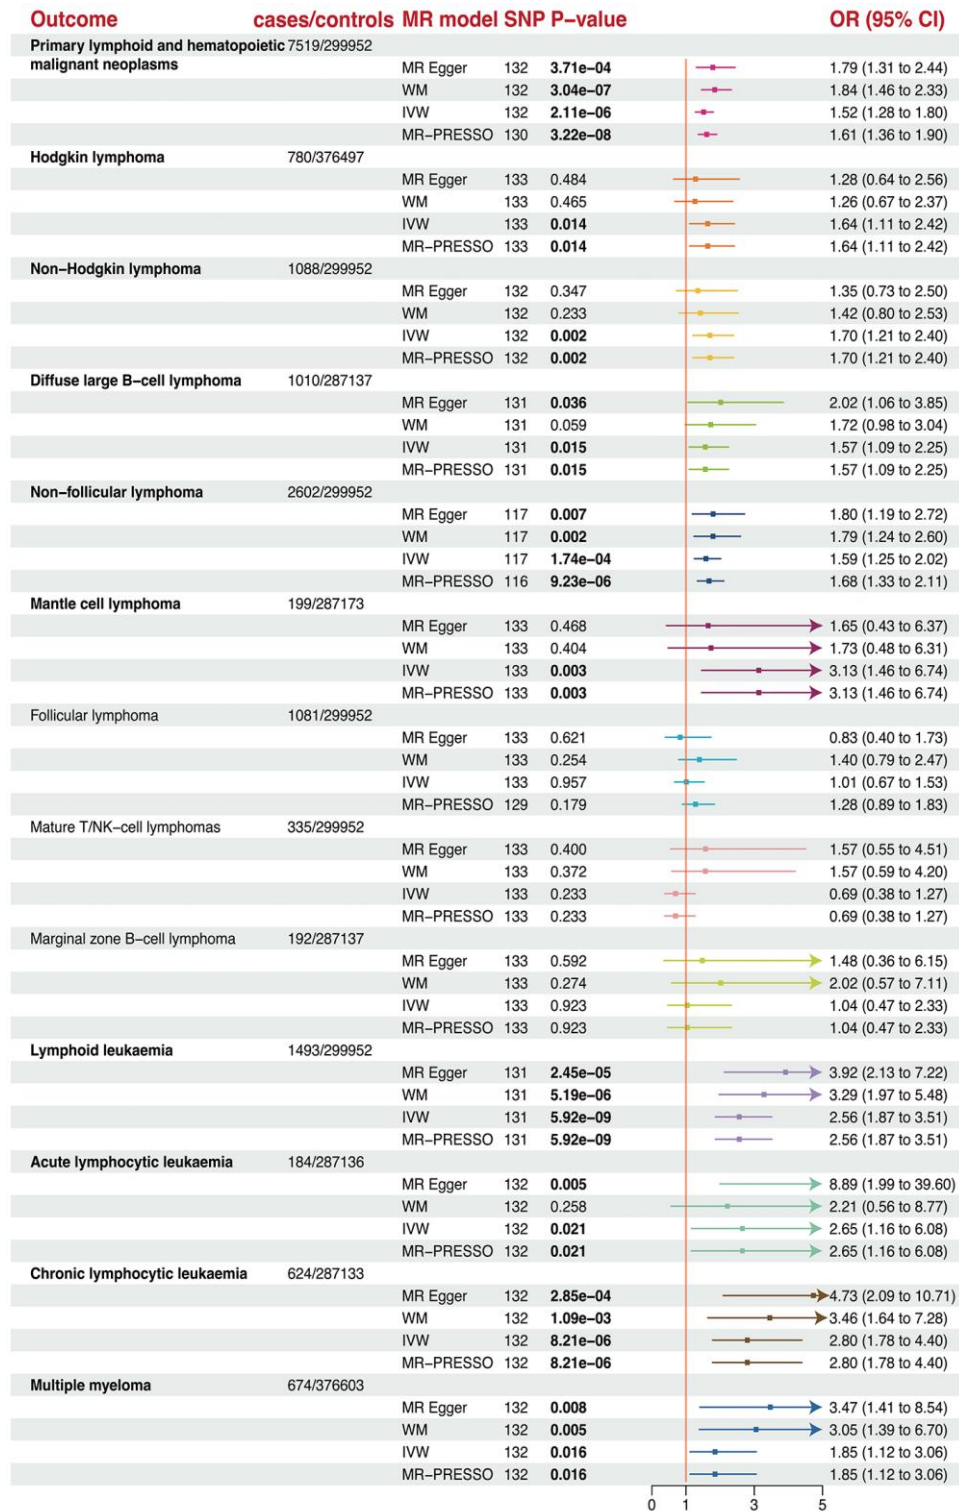 Outcome cases/controls MR model SNP P−value OR (95% CI)
Primary lymphoid and hematopoietic 7519/299952
malignant neoplasms MR Egger 132 3.71e−04 1.79 (1.31 to 2.44)
WM 132 3.04e−07 1.84 (1.46 to 2.33)
IVW 132 2.11e−06 1.52 (1.28 to 1.80)
MR−PRESSO 130 3.22e−08 1.61 (1.36 to 1.90)
Hodgkin lymphoma 780/376497
MR Egger 133 0.484 1.28 (0.64 to 2.56)
WM 133 0.465 1.26 (0.67 to 2.37)
IVW 133 0.014 1.64 (1.11 to 2.42)
MR−PRESSO 133 0.014 1.64 (1.11 to 2.42)
Non−Hodgkin lymphoma 1088/299952
MR Egger 132 0.347 1.35 (0.73 to 2.50)
WM 132 0.233 1.42 (0.80 to 2.53)
IVW 132 0.002 1.70 (1.21 to 2.40)
MR−PRESSO 132 0.002 1.70 (1.21 to 2.40)
Diffuse large B−cell lymphoma 1010/287137
MR Egger 131 0.036 2.02 (1.06 to 3.85)
WM 131 0.059 1.72 (0.98 to 3.04)
IVW 131 0.015 1.57 (1.09 to 2.25)
MR−PRESSO 131 0.015 1.57 (1.09 to 2.25)
Non−follicular lymphoma 2602/299952
MR Egger 117 0.007 1.80 (1.19 to 2.72)
WM 117 0.002 1.79 (1.24 to 2.60)
IVW 117 1.74e−04 1.59 (1.25 to 2.02)
MR−PRESSO 116 9.23e−06 1.68 (1.33 to 2.11)
Mantle cell lymphoma 199/287173
MR Egger 133 0.468 1.65 (0.43 to 6.37)
WM 133 0.404 1.73 (0.48 to 6.31)
IVW 133 0.003 3.13 (1.46 to 6.74)
MR−PRESSO 133 0.003 3.13 (1.46 to 6.74)
Follicular lymphoma 1081/299952
MR Egger 133 0.621 0.83 (0.40 to 1.73)
WM 133 0.254 1.40 (0.79 to 2.47)
IVW 133 0.957 1.01 (0.67 to 1.53)
MR−PRESSO 129 0.179 1.28 (0.89 to 1.83)
Mature T/NK−cell lymphomas 335/299952
MR Egger 133 0.400 1.57 (0.55 to 4.51)
WM 133 0.372 1.57 (0.59 to 4.20)
IVW 133 0.233 0.69 (0.38 to 1.27)
MR−PRESSO 133 0.233 0.69 (0.38 to 1.27)
Marginal zone B−cell lymphoma 192/287137
MR Egger 133 0.592 1.48 (0.36 to 6.15)
WM 133 0.274 2.02 (0.57 to 7.11)
IVW 133 0.923 1.04 (0.47 to 2.33)
MR−PRESSO 133 0.923 1.04 (0.47 to 2.33)
Lymphoid leukaemia 1493/299952
MR Egger 131 2.45e−05 3.92 (2.13 to 7.22)
WM 131 5.19e−06 3.29 (1.97 to 5.48)
IVW 131 5.92e−09 2.56 (1.87 to 3.51)
MR−PRESSO 131 5.92e−09 2.56 (1.87 to 3.51)
Acute lymphocytic leukaemia 184/287136
MR Egger 132 0.005 8.89 (1.99 to 39.60)
WM 132 0.258 2.21 (0.56 to 8.77)
IVW 132 0.021 2.65 (1.16 to 6.08)
MR−PRESSO 132 0.021 2.65 (1.16 to 6.08)
Chronic lymphocytic leukaemia 624/287133
MR Egger 132 2.85e−04 4.73 (2.09 to 10.71)
WM 132 1.09e−03 3.46 (1.64 to 7.28)
IVW 132 8.21e−06 2.80 (1.78 to 4.40)
MR−PRESSO 132 8.21e−06 2.80 (1.78 to 4.40)
Multiple myeloma 674/376603
MR Egger 132 0.008 3.47 (1.41 to 8.54)
WM 132 0.005 3.05 (1.39 to 6.70)
IVW 132 0.016 1.85 (1.12 to 3.06)
MR−PRESSO 132 0.016 1.85 (1.12 to 3.06)
0 1 3 5